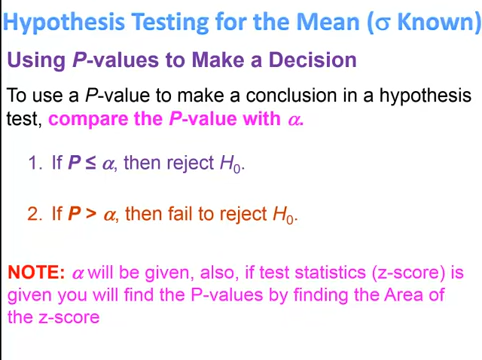 Hypothesis Testing for the Mean (σ Known)
Using P-values to Make a Decision
To use a P-value to make a conclusion in a hypothesis
test, compare the P-value with α.
1. If P ≤ α, then reject H₀.
2. If P > α, then fail to reject H₀.
NOTE: α will be given, also, if test statistics (z-score) is
given you will find the P-values by finding the Area of
the z-score